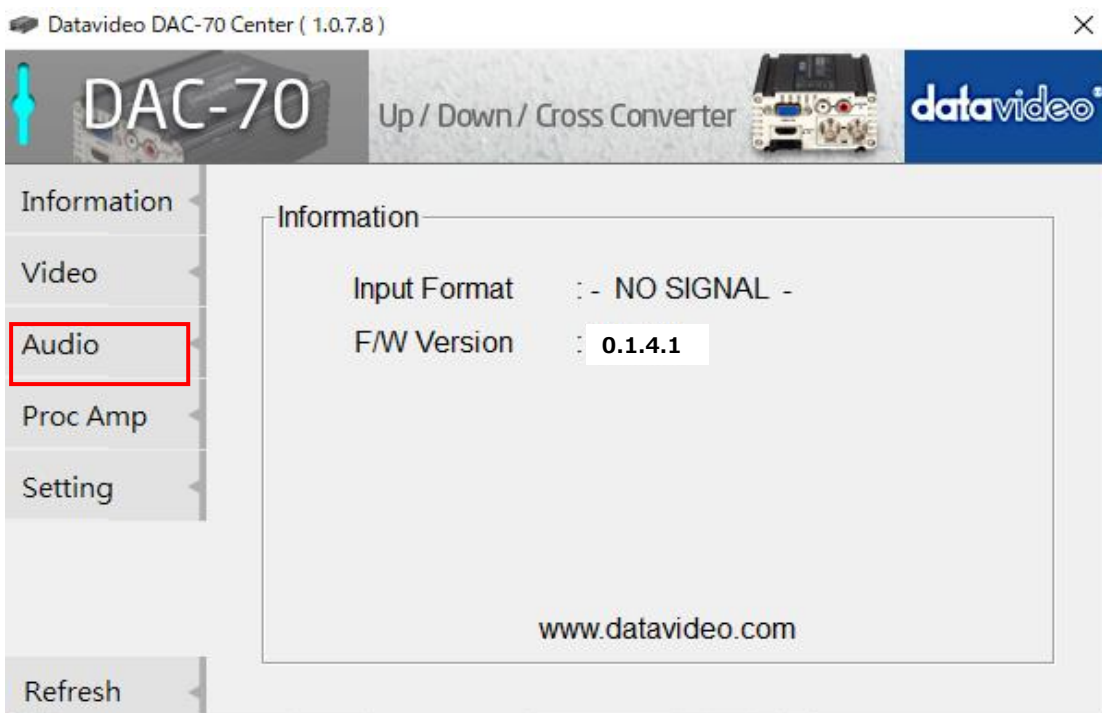 Datavideo DAC-70 Center ( 1.0.7.8 )
DAC-70
Up / Down / Cross Converter
datavideo
Information
Video
Audio
Proc Amp
Setting
Refresh
Information
Input Format : - NO SIGNAL -
F/W Version : 0.1.4.1
www.datavideo.com